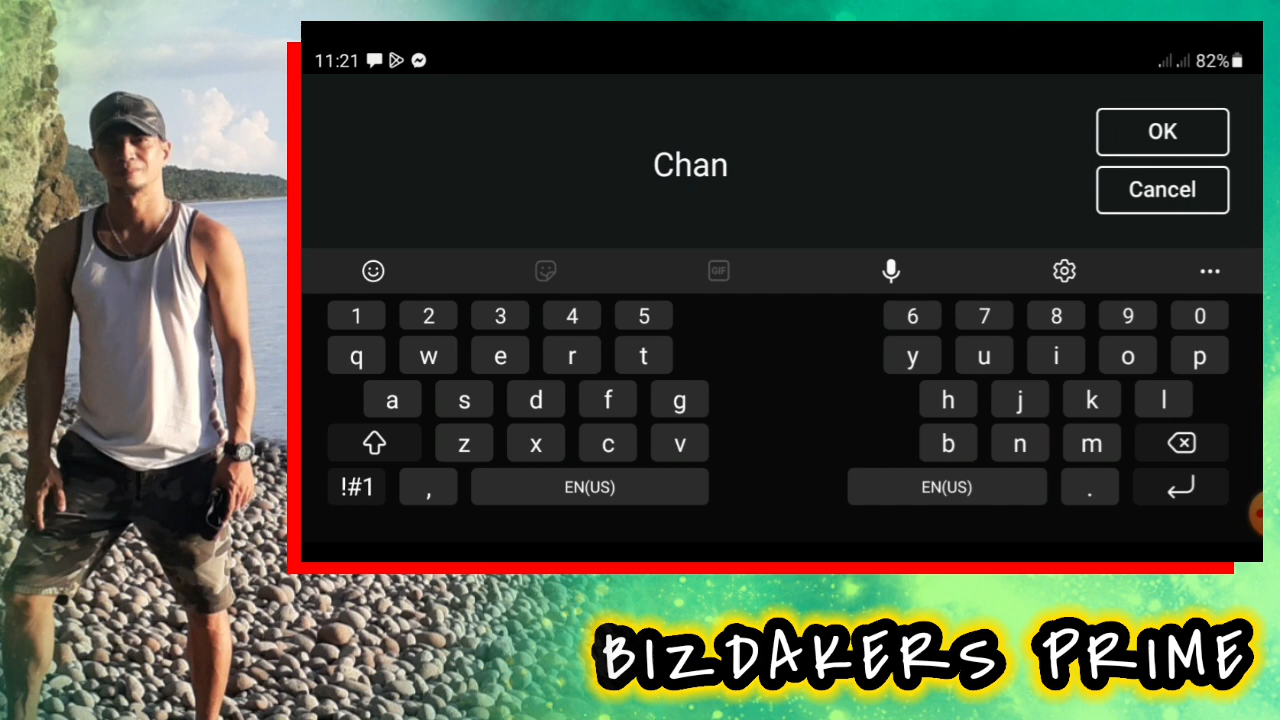 11:21
82%
Chan
OK
Cancel
GIF
1 2 3 4 5 6 7 8 9 0
q w e r t y u i o p
a s d f g h j k l
z x c v b n m
!#1 , EN(US) EN(US) .
BIZDAKERS PRIME